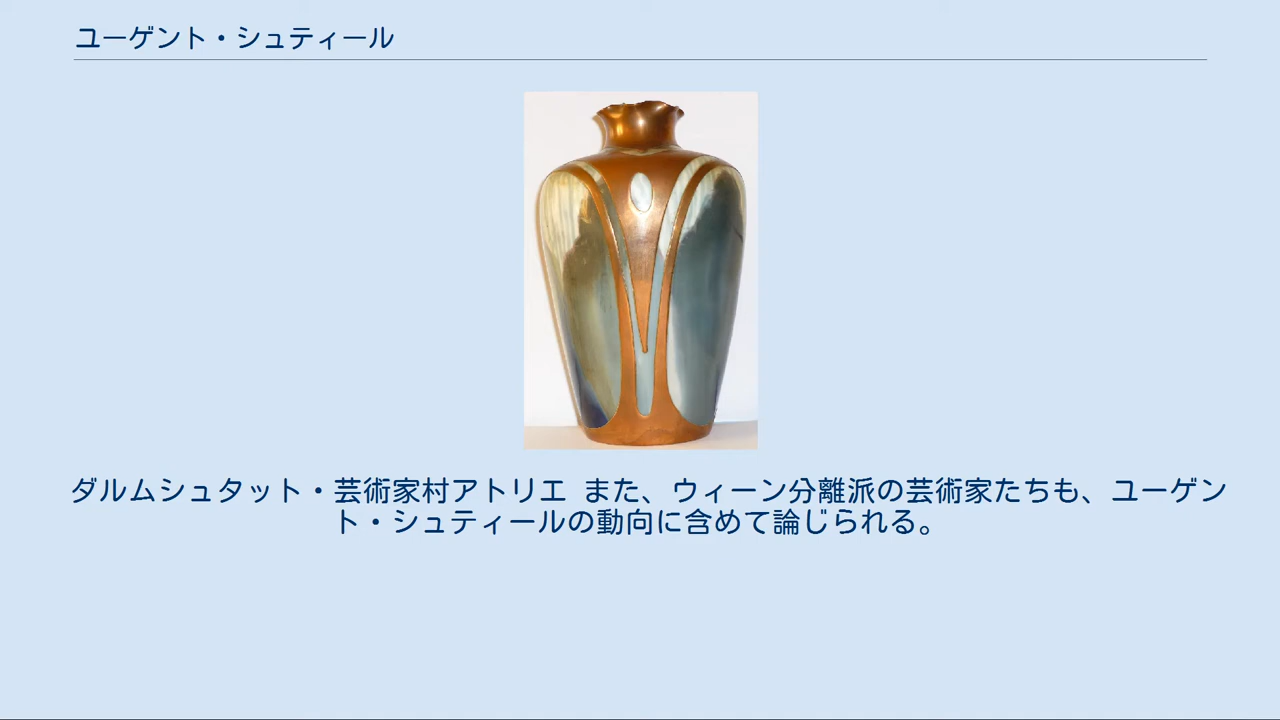 ユーゲント・シュティール
ダルムシュタット・芸術家村アトリエ また、ウィーン分離派の芸術家たちも、ユーゲン
ト・シュティールの動向に含めて論じられる。